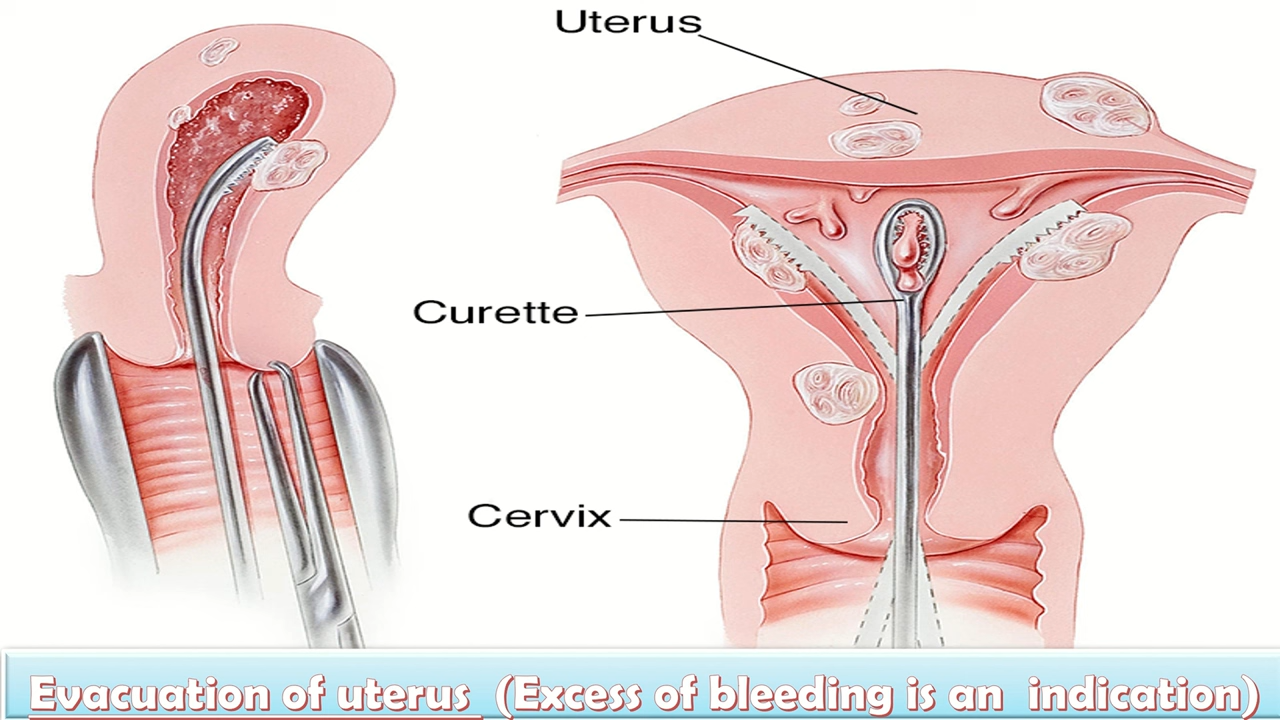 Uterus
Curette
Cervix
Evacuation of uterus (Excess of bleeding is an indication)